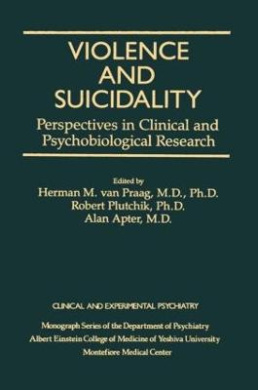 VIOLENCE
AND
SUICIDALITY
Perspectives in Clinical and
Psychobiological Research
Edited by
Herman M. van Praag, M.D., Ph.D.
Robert Plutchik, Ph.D.
Alan Apter, M.D.
CLINICAL AND EXPERIMENTAL PSYCHIATRY
Monograph Series of the Department of Psychiatry
Albert Einstein College of Medicine of Yeshiva University
Montefiore Medical Center